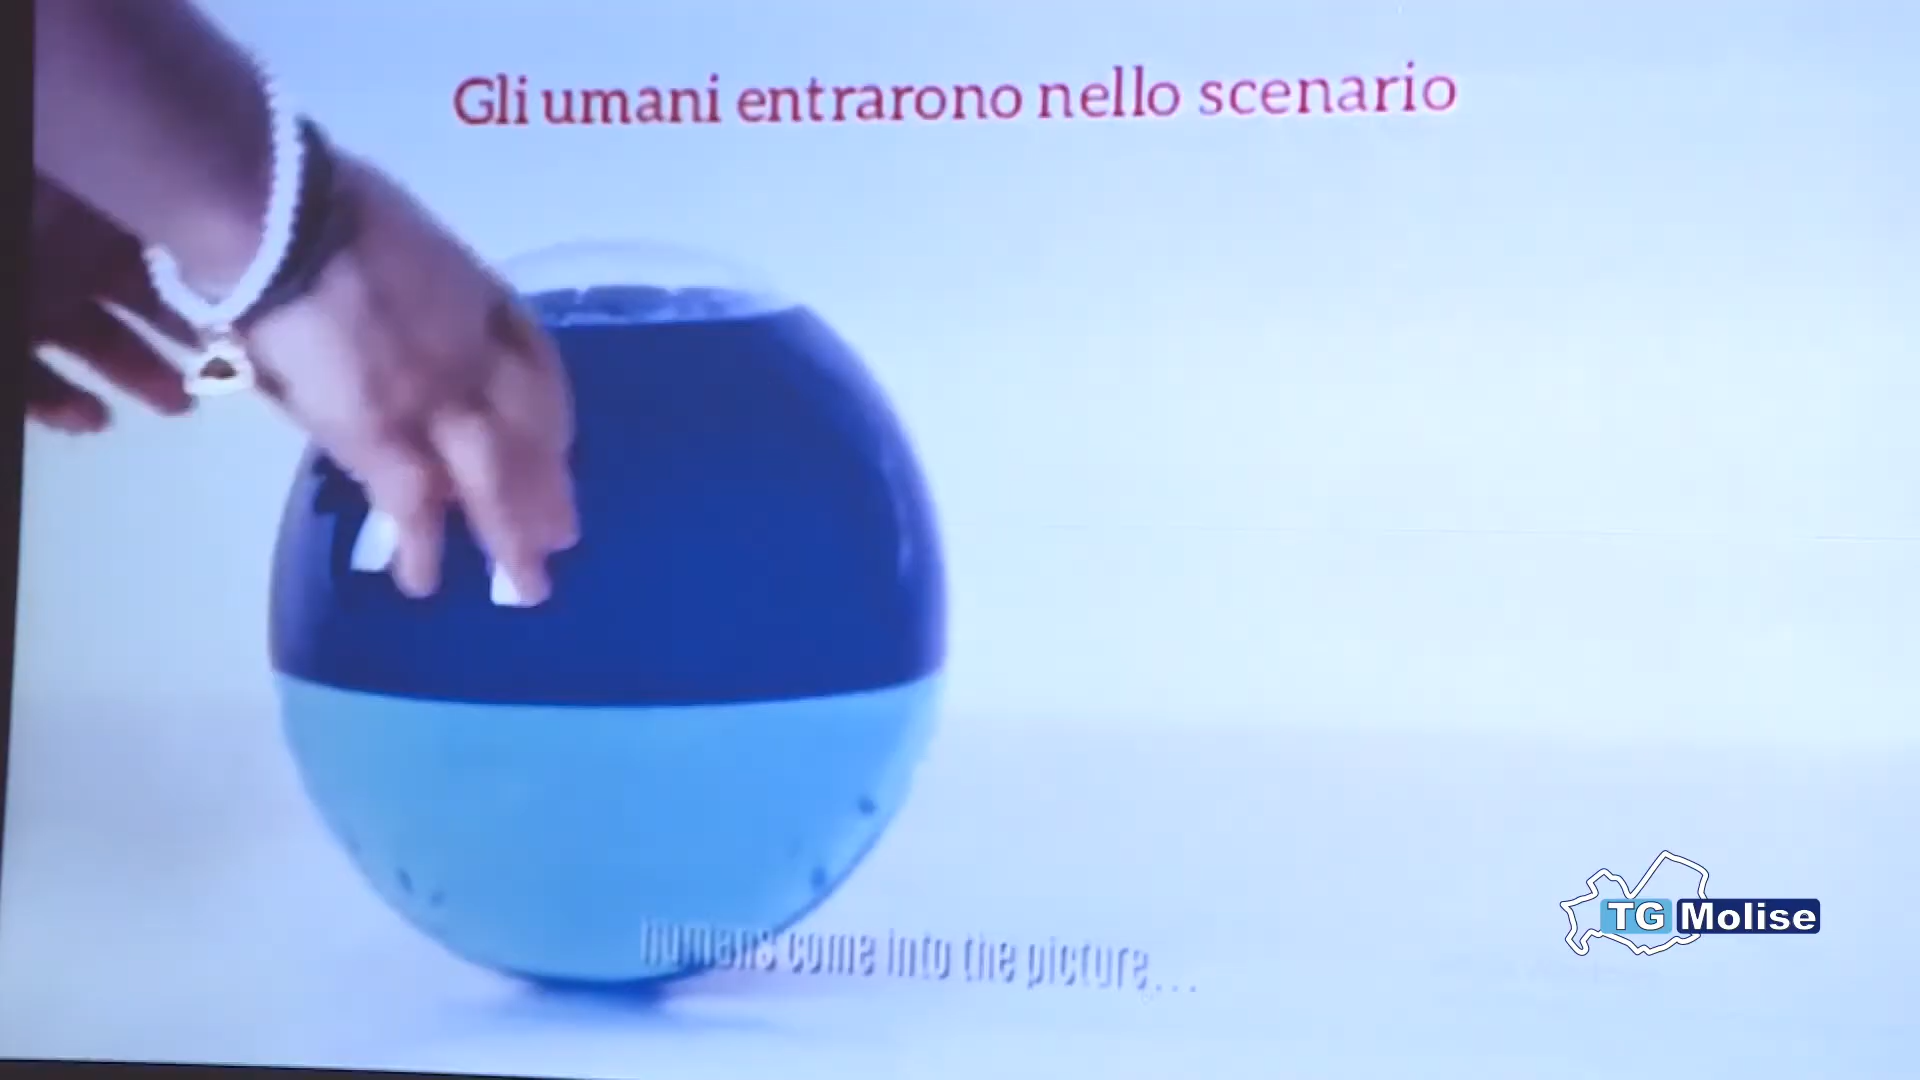 Gli umani entrarono nello scenario
humans come into the picture...
TG Molise